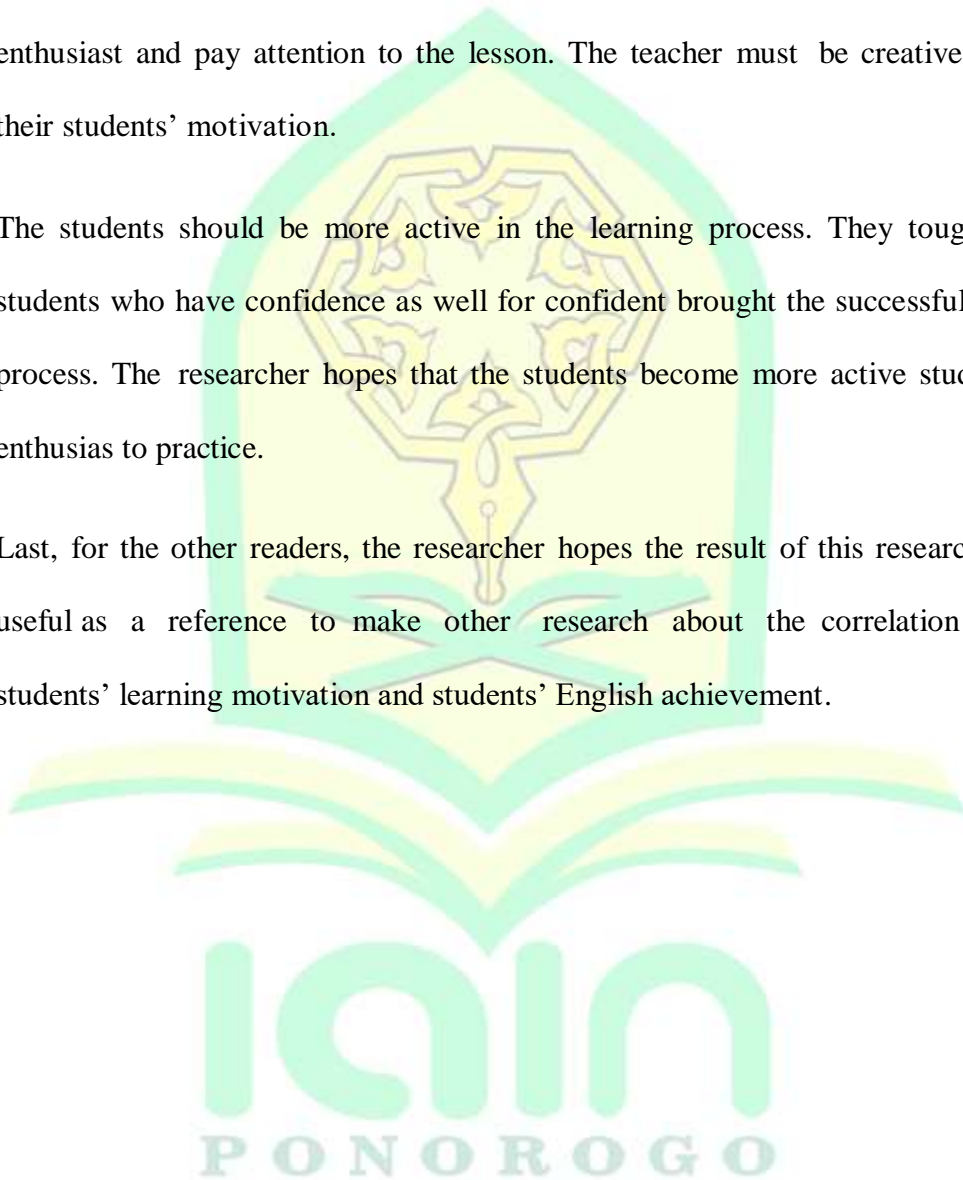 enthusiast and pay attention to the lesson. The teacher must be creative
their students’ motivation.
The students should be more active in the learning process. They toug
students who have confidence as well for confident brought the successful
process. The researcher hopes that the students become more active stud
enthusias to practice.
Last, for the other readers, the researcher hopes the result of this researc
useful as a reference to make other research about the correlation
students’ learning motivation and students’ English achievement.
iain
PONOROGO